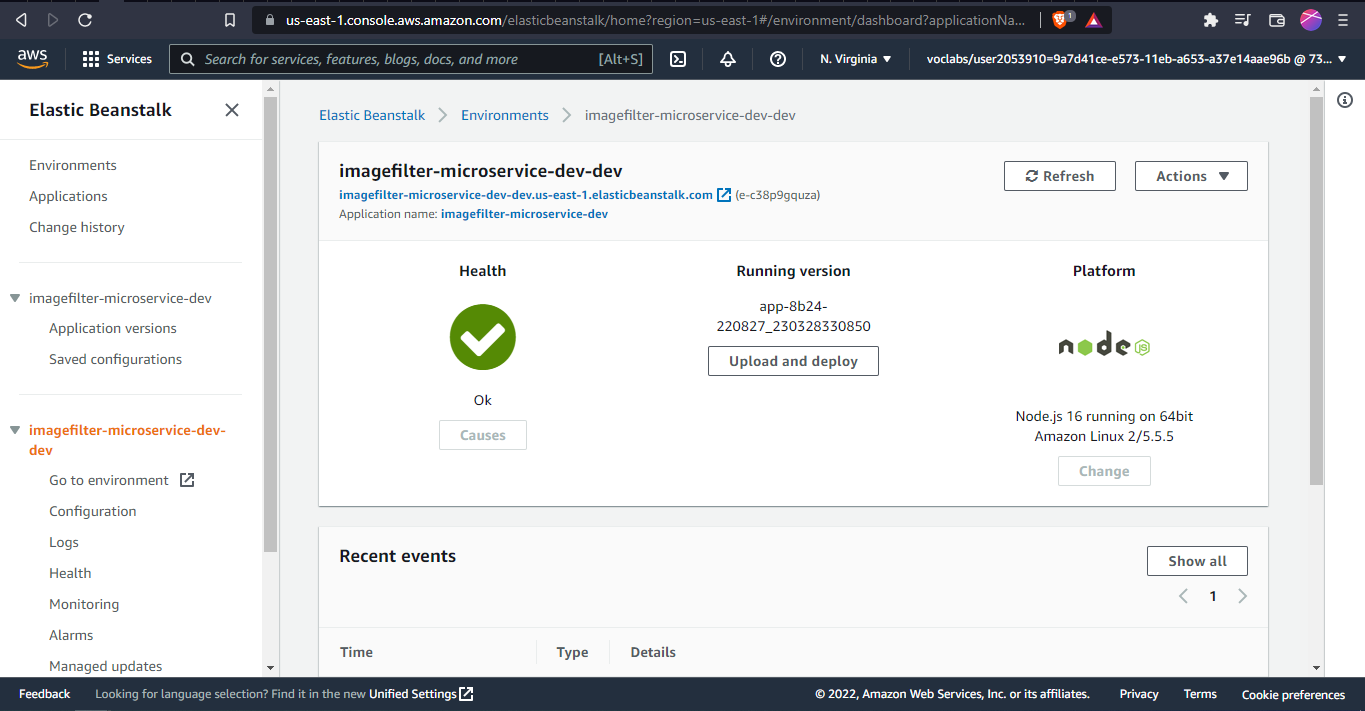 us-east-1.console.aws.amazon.com/elasticbeanstalk/home?region=us-east-1#/environment/dashboard?applicationNa...
1
aws
Services
Search for services, features, blogs, docs, and more
[Alt+S]
N. Virginia
voclabs/user2053910=9a7d41ce-e573-11eb-a653-a37e14aae96b @ 73...
Elastic Beanstalk
Environments
Applications
Change history
imagefilter-microservice-dev
Application versions
Saved configurations
imagefilter-microservice-dev-
dev
Go to environment
Configuration
Logs
Health
Monitoring
Alarms
Managed updates
Elastic Beanstalk
Environments
imagefilter-microservice-dev-dev
imagefilter-microservice-dev-dev
imagefilter-microservice-dev-dev.us-east-1.elasticbeanstalk.com (e-c38p9gquza)
Application name: imagefilter-microservice-dev
Refresh
Actions
Health
Ok
Causes
Running version
app-8b24-
220827_230328330850
Upload and deploy
Platform
node JS
Node.js 16 running on 64bit
Amazon Linux 2/5.5.5
Change
Recent events
Show all
1
Time
Type
Details
Feedback
Looking for language selection? Find it in the new Unified Settings
© 2022, Amazon Web Services, Inc. or its affiliates.
Privacy
Terms
Cookie preferences